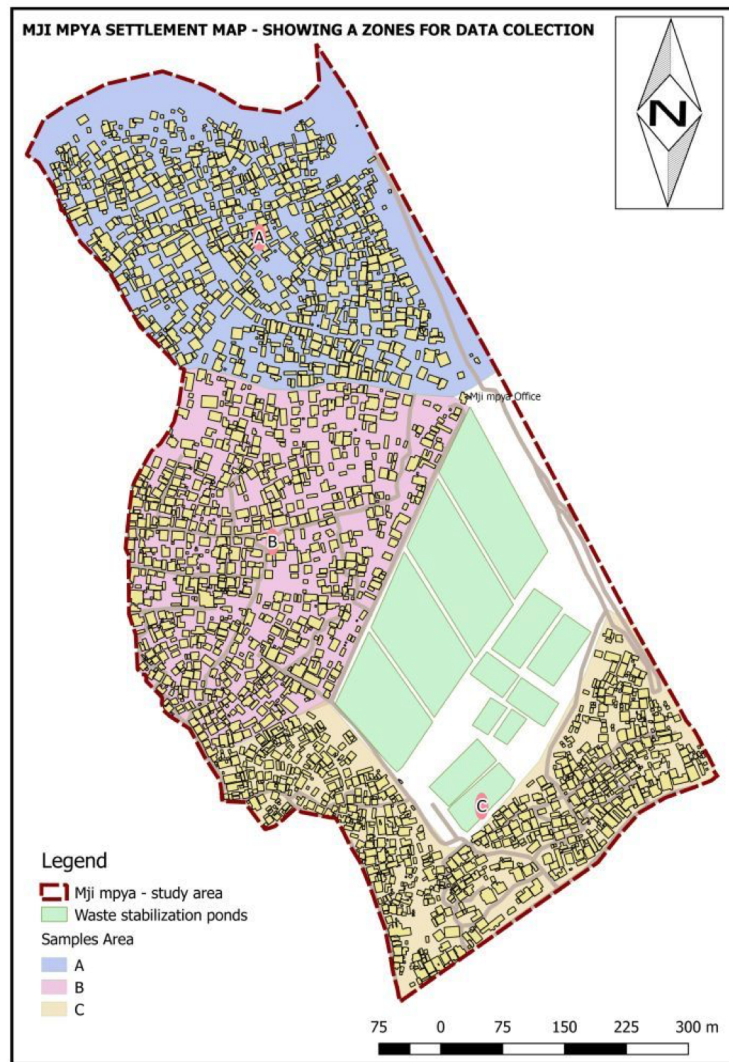 MJI MPYA SETTLEMENT MAP - SHOWING A ZONES FOR DATA COLECTION
N
A
Mji mpya Office
B
C
Legend
Mji mpya - study area
Waste stabilization ponds
Samples Area
A
B
C
75 0 75 150 225 300 m